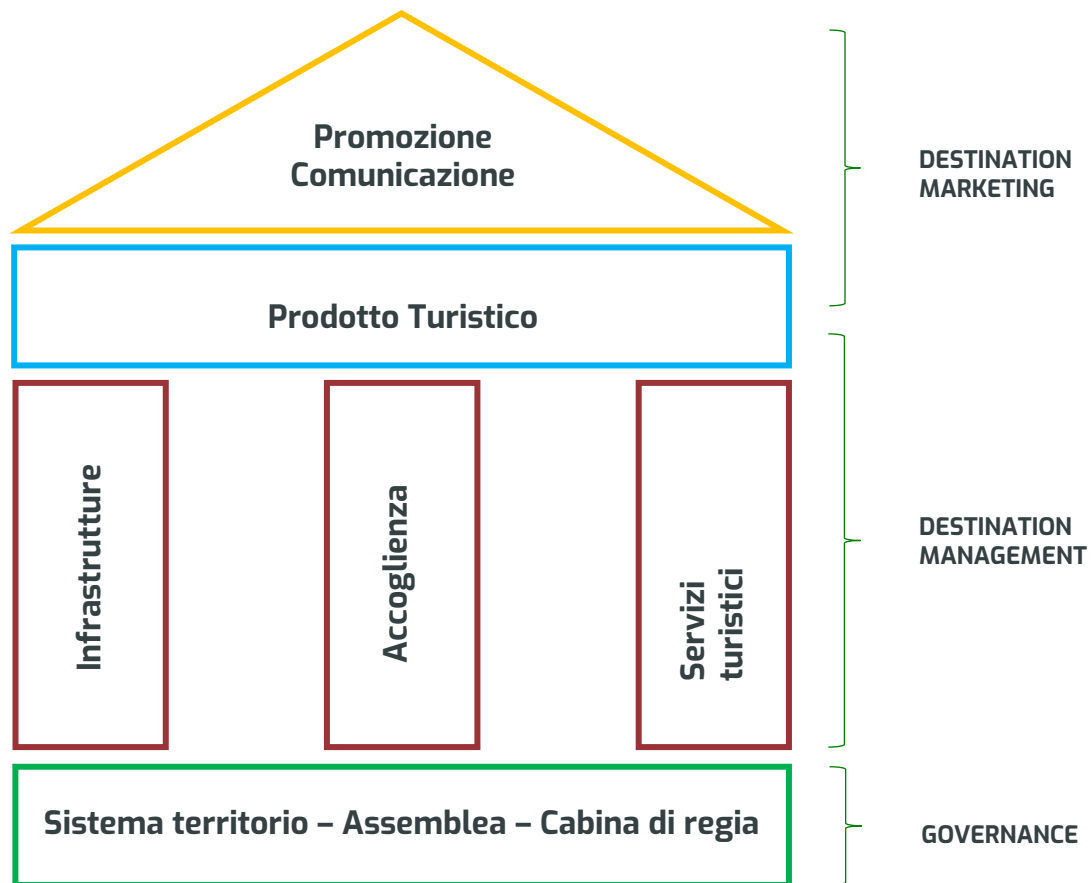 Promozione
Comunicazione
DESTINATION
MARKETING
Prodotto Turistico
Infrastrutture
Accoglienza
Servizi
turistici
DESTINATION
MANAGEMENT
Sistema territorio – Assemblea – Cabina di regia
GOVERNANCE